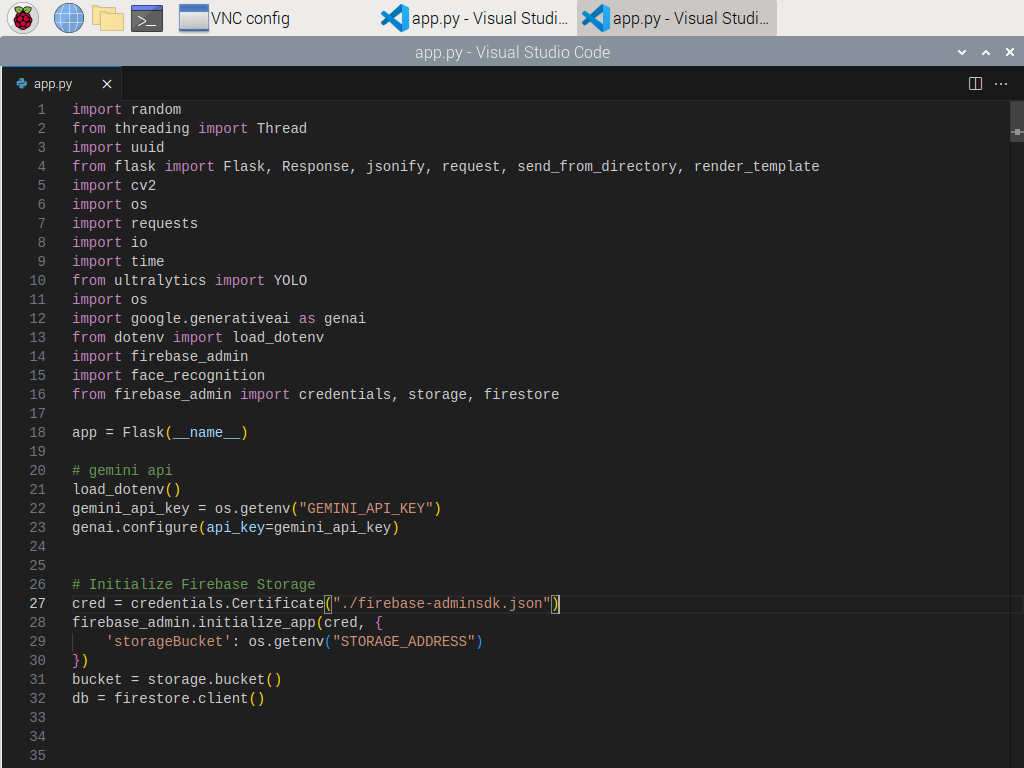 VNC config
app.py - Visual Studi...
app.py - Visual Studi...
app.py - Visual Studio Code
app.py
1 import random
2 from threading import Thread
3 import uuid
4 from flask import Flask, Response, jsonify, request, send_from_directory, render_template
5 import cv2
6 import os
7 import requests
8 import io
9 import time
10 from ultralytics import YOLO
11 import os
12 import google.generativeai as genai
13 from dotenv import load_dotenv
14 import firebase_admin
15 import face_recognition
16 from firebase_admin import credentials, storage, firestore
17
18 app = Flask(__name__)
19
20 # gemini api
21 load_dotenv()
22 gemini_api_key = os.getenv("GEMINI_API_KEY")
23 genai.configure(api_key=gemini_api_key)
24
25
26 # Initialize Firebase Storage
27 cred = credentials.Certificate("./firebase-adminsdk.json")
28 firebase_admin.initialize_app(cred, {
29     'storageBucket': os.getenv("STORAGE_ADDRESS")
30 })
31 bucket = storage.bucket()
32 db = firestore.client()
33
34
35